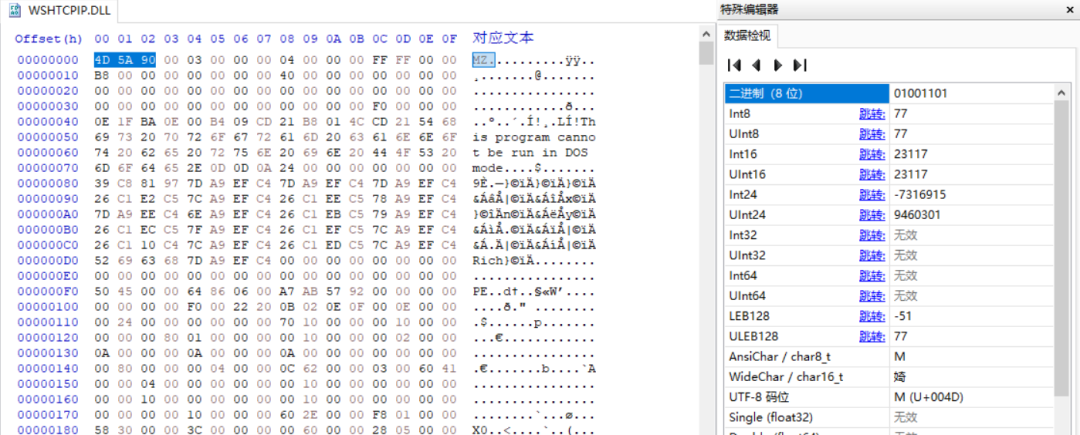 WSHTCPIP.DLL
Offset(h) 00 01 02 03 04 05 06 07 08 09 0A 0B 0C 0D 0E 0F 对应文本
00000000 4D 5A 90 00 03 00 00 00 04 00 00 00 FF FF 00 00 MZ..........ÿÿ..
00000010 B8 00 00 00 00 00 00 00 40 00 00 00 00 00 00 00 ¸.......@.......
00000020 00 00 00 00 00 00 00 00 00 00 00 00 00 00 00 00 ................
00000030 00 00 00 00 00 00 00 00 00 00 00 00 F0 00 00 00 ............ð...
00000040 0E 1F BA 0E 00 B4 09 CD 21 B8 01 4C CD 21 54 68 ..º..´.Í!¸.LÍ!Th
00000050 69 73 20 70 72 6F 67 72 61 6D 20 63 61 6E 6E 6F is program canno
00000060 74 20 62 65 20 72 75 6E 20 69 6E 20 44 4F 53 20 t be run in DOS
00000070 6D 6F 64 65 2E 0D 0D 0A 24 00 00 00 00 00 00 00 mode....$.......
00000080 39 C8 81 97 7D A9 EF C4 7D A9 EF C4 7D A9 EF C4 9È.—}©ïÄ}©ïÄ}©ïÄ
00000090 26 C1 E2 C5 7C A9 EF C4 26 C1 EE C5 78 A9 EF C4 &ÁâÅ|©ïÄ&ÁîÅx©ïÄ
000000A0 7D A9 EE C4 6E A9 EF C4 26 C1 EB C5 79 A9 EF C4 }©îÄn©ïÄ&ÁëÅy©ïÄ
000000B0 26 C1 EC C5 7F A9 EF C4 26 C1 EF C5 7C A9 EF C4 &ÁìÅ.©ïÄ&ÁïÅ|©ïÄ
000000C0 26 C1 10 C4 7C A9 EF C4 26 C1 ED C5 7C A9 EF C4 &Á.Ä|©ïÄ&ÁíÅ|©ïÄ
000000D0 52 69 63 68 7D A9 EF C4 00 00 00 00 00 00 00 00 Rich}©ïÄ........
000000E0 00 00 00 00 00 00 00 00 00 00 00 00 00 00 00 00 ................
000000F0 50 45 00 00 64 86 06 00 A7 AB 57 92 00 00 00 00 PE..d†..§«W’....
00000100 00 00 00 00 F0 00 22 20 0B 02 0E 0F 00 0E 00 00 ....ð." ........
00000110 00 24 00 00 00 00 00 00 70 10 00 00 00 10 00 00 .$......p.......
00000120 00 00 00 80 01 00 00 00 00 10 00 00 00 02 00 00 ...€............
00000130 0A 00 00 00 0A 00 00 00 0A 00 00 00 00 00 00 00 ................
00000140 00 80 00 00 00 04 00 00 0C 62 00 00 03 00 60 41 .€.......b....`A
00000150 00 00 04 00 00 00 00 00 00 10 00 00 00 00 00 00 ................
00000160 00 00 10 00 00 00 00 00 00 10 00 00 00 00 00 00 ................
00000170 00 00 00 00 10 00 00 00 60 2E 00 00 F8 01 00 00 ........`...ø...
00000180 58 30 00 00 3C 00 00 00 00 60 00 00 28 05 00 00 X0..<....`..(...
特殊编辑器
数据检视
二进制（8 位） 01001101
Int8 跳转: 77
UInt8 跳转: 77
Int16 跳转: 23117
UInt16 跳转: 23117
Int24 跳转: -7316915
UInt24 跳转: 9460301
Int32 跳转: 无效
UInt32 跳转: 无效
Int64 跳转: 无效
UInt64 跳转: 无效
LEB128 跳转: -51
ULEB128 跳转: 77
AnsiChar / char8_t M
WideChar / char16_t 婍
UTF-8 码位 M (U+004D)
Single (float32) 无效